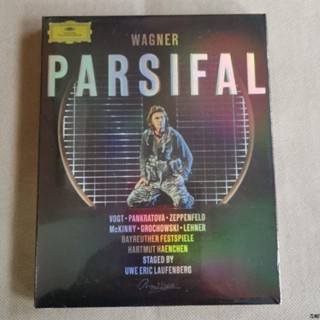 WAGNER
PARSIFAL
VOGT • PANKRATOVA • ZEPPENFELD
McKINNY • GROCHOWSKI • LEHNER
BAYREUTHER FESTSPIELE
HARTMUT HAENCHEN
STAGED BY
UWE ERIC LAUFENBERG